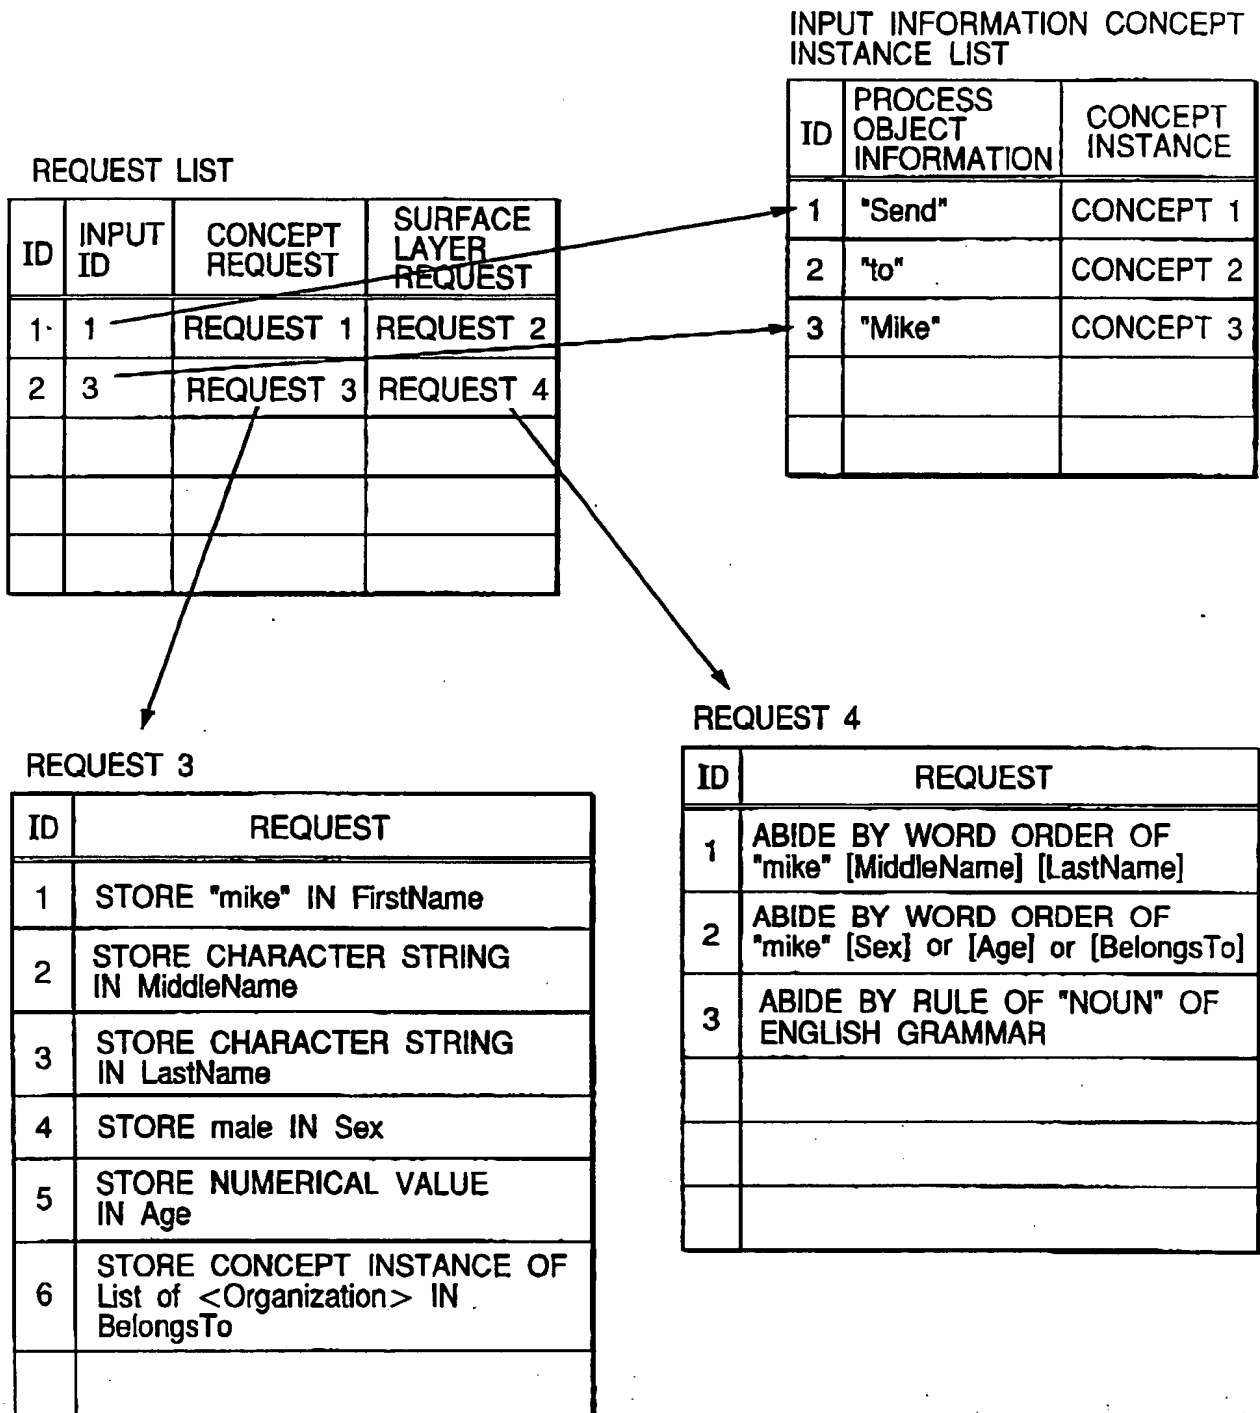 INPUT INFORMATION CONCEPT
INSTANCE LIST
ID
PROCESS
OBJECT
INFORMATION
CONCEPT
INSTANCE
1 "Send" CONCEPT 1
2 "to" CONCEPT 2
3 "Mike" CONCEPT 3
REQUEST LIST
ID
INPUT
ID
CONCEPT
REQUEST
SURFACE
LAYER
REQUEST
1 1 REQUEST 1 REQUEST 2
2 3 REQUEST 3 REQUEST 4
REQUEST 3
ID REQUEST
1 STORE "mike" IN FirstName
2 STORE CHARACTER STRING
IN MiddleName
3 STORE CHARACTER STRING
IN LastName
4 STORE male IN Sex
5 STORE NUMERICAL VALUE
IN Age
6 STORE CONCEPT INSTANCE OF
List of <Organization> IN
BelongsTo
REQUEST 4
ID REQUEST
1 ABIDE BY WORD ORDER OF
"mike" [MiddleName] [LastName]
2 ABIDE BY WORD ORDER OF
"mike" [Sex] or [Age] or [BelongsTo]
3 ABIDE BY RULE OF "NOUN" OF
ENGLISH GRAMMAR